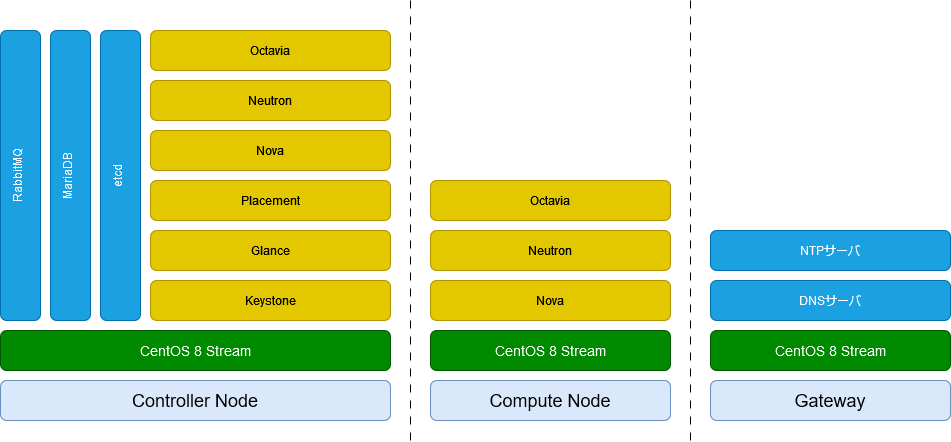 RabbitMQ
MariaDB
etcd
Octavia
Neutron
Nova
Placement
Glance
Keystone
CentOS 8 Stream
Controller Node
Octavia
Neutron
Nova
CentOS 8 Stream
Compute Node
NTPサーバ
DNSサーバ
CentOS 8 Stream
Gateway